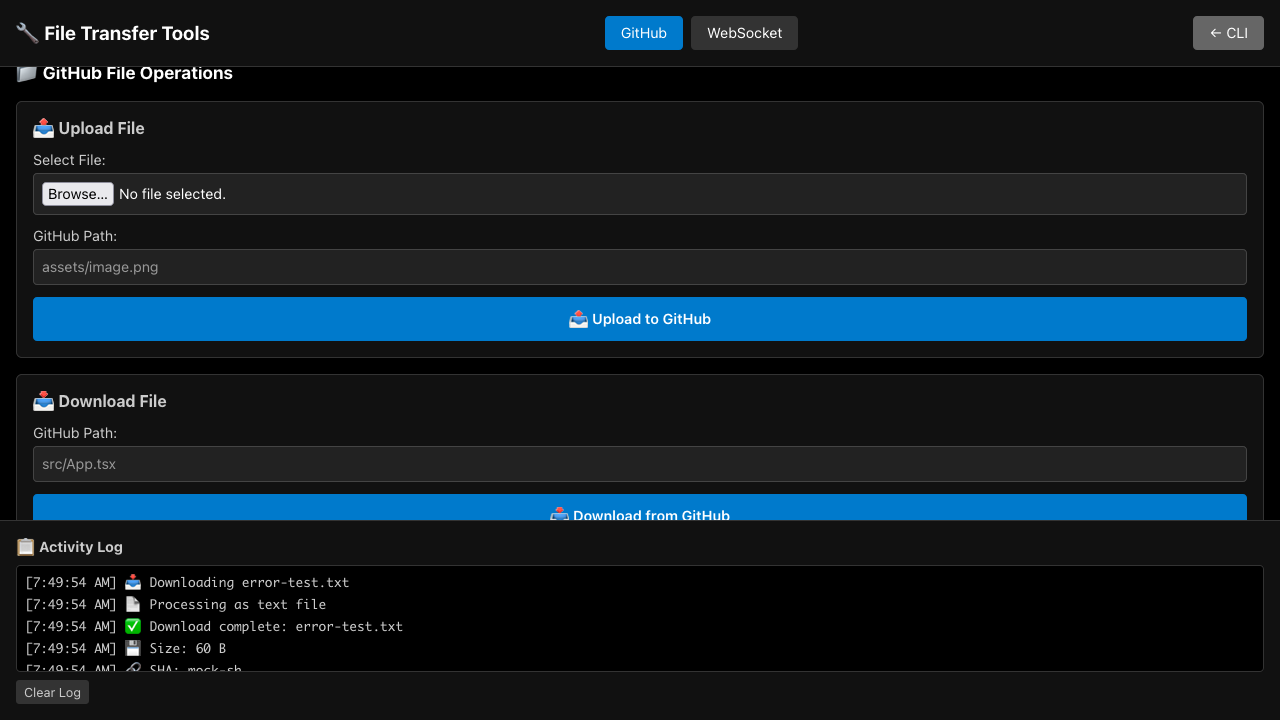 🔧 File Transfer Tools
GitHub
WebSocket
← CLI
📁 GitHub File Operations
📤 Upload File
Select File:
Browse... No file selected.
GitHub Path:
assets/image.png
📤 Upload to GitHub
📥 Download File
GitHub Path:
src/App.tsx
📥 Download from GitHub
📋 Activity Log
[7:49:54 AM] 📥 Downloading error-test.txt
[7:49:54 AM] 📄 Processing as text file
[7:49:54 AM] ✅ Download complete: error-test.txt
[7:49:54 AM] 💾 Size: 60 B
[7:49:54 AM] 🔗 SHA: mock-sh
Clear Log